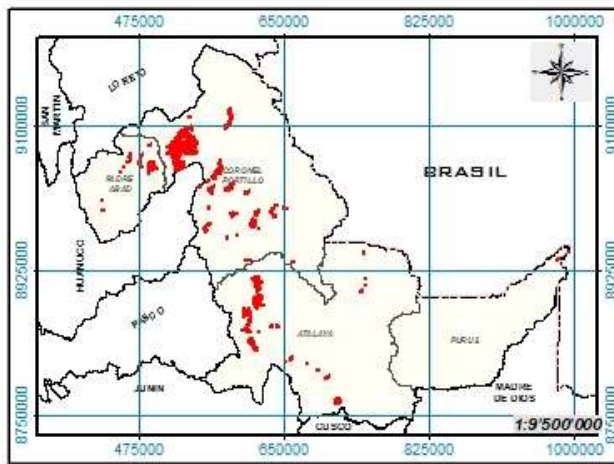 475000 650000 825000 1000000
9100000
9100000
LORETO
SAN
MARTIN
PADRE
ABAD
CORONEL
PORTILLO
BRASIL
HUANUCO
8925000
8925000
PASCO
ATALAYA
PURUS
JUNIN
CUSCO
MADRE
DE DIOS
8750000
8750000
1:9'500'000
475000 650000 825000 1000000